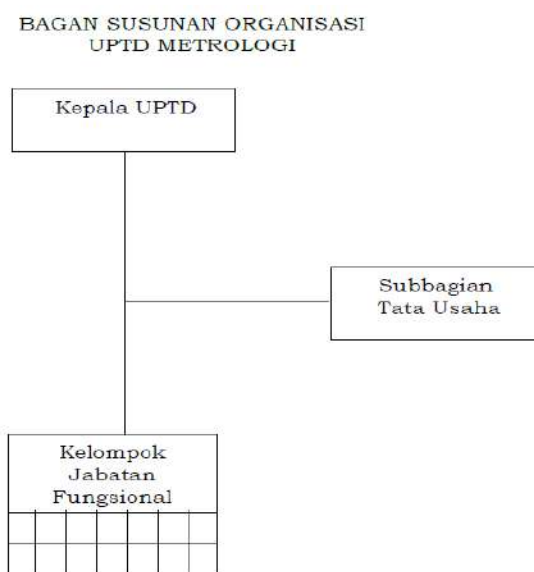 BAGAN SUSUNAN ORGANISASI
UPTD METROLOGI
Kepala UPTD
Subbagian
Tata Usaha
Kelompok
Jabatan
Fungsional